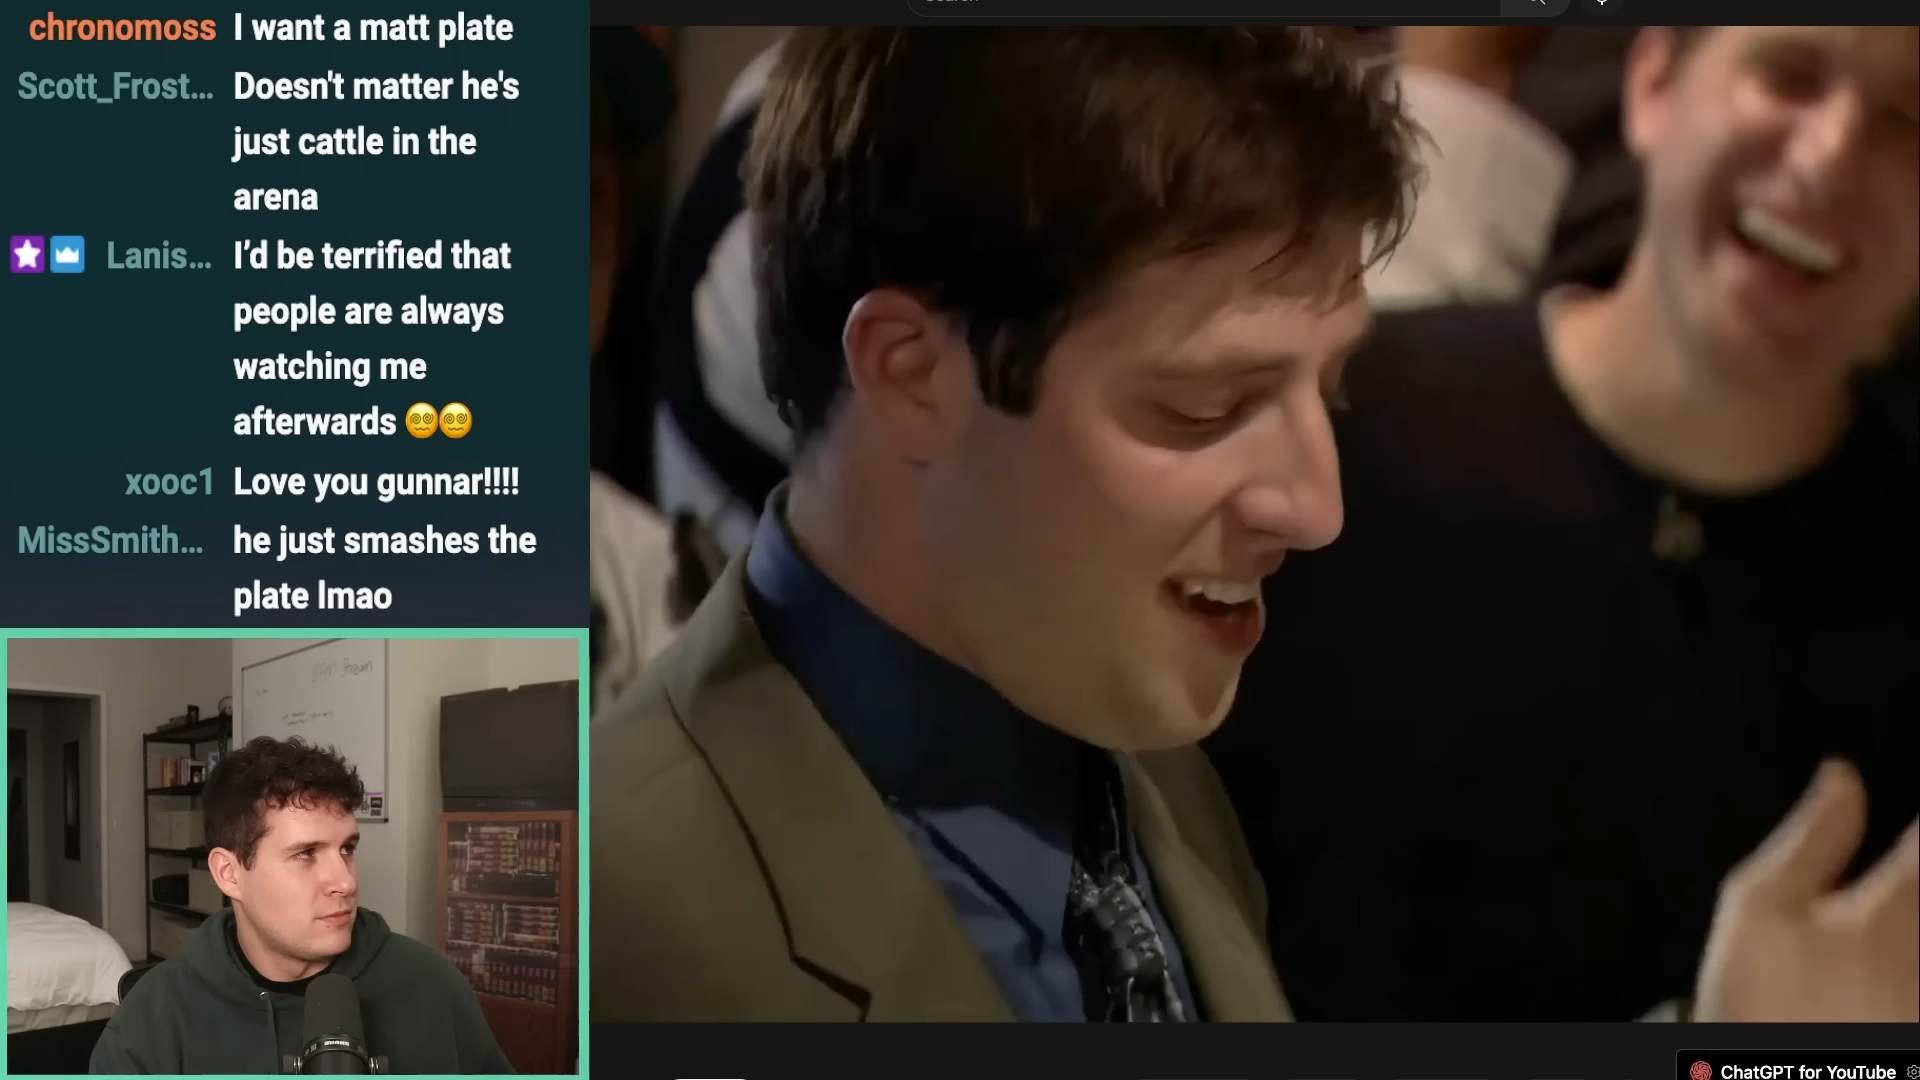 Search
chronomoss I want a matt plate
Scott_Frost... Doesn't matter he's
just cattle in the
arena
Lanis... I’d be terrified that
people are always
watching me
afterwards 😵‍💫😵‍💫
xooc1 Love you gunnar!!!!
MissSmith... he just smashes the
plate lmao
ChatGPT for YouTube